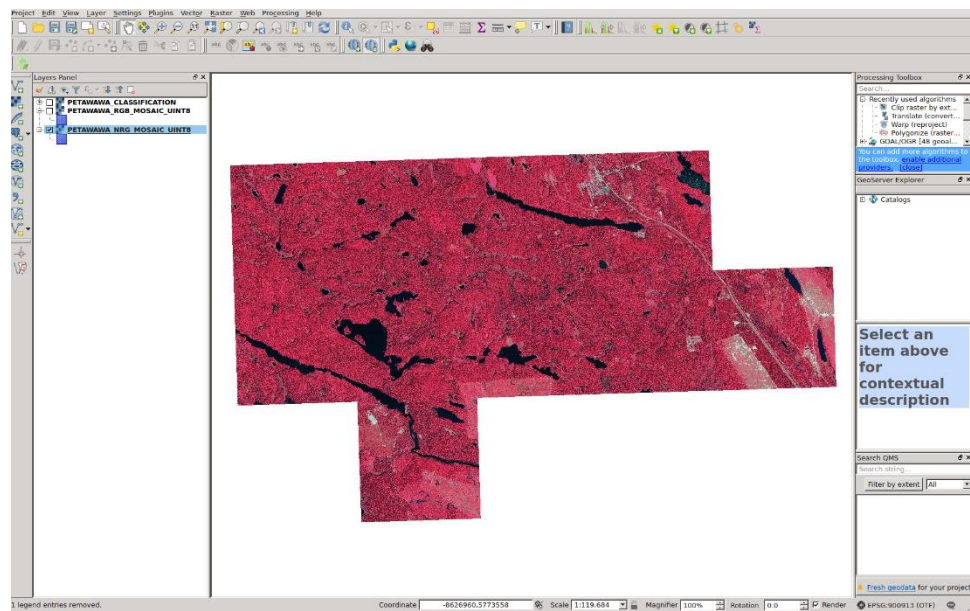 Project Edit View Layer Settings Plugins Vector Raster Web Processing Help
Layers Panel
PETAWAWA_CLASSIFICATION
PETAWAWA_RGB_MOSAIC_UINT8
PETAWAWA_NRG_MOSAIC_UINT8
Processing Toolbox
Search...
Recently used algorithms
Clip raster by ext...
Translate (convert...
Warp (reproject)
Polygonize (raster...
GDAL/OGR [48 geoal...
You can add more algorithms to
the toolbox, enable additional
providers. [close]
GeoServer Explorer
Catalogs
Select an
item above
for
contextual
description
Search QMS
Search string...
Filter by extent All
Fresh geodata for your project
1 legend entries removed.
Coordinate -8626960,5773558 Scale 1:119.684 Magnifier 100% Rotation 0.0 Render EPSG:900913 (OTF)